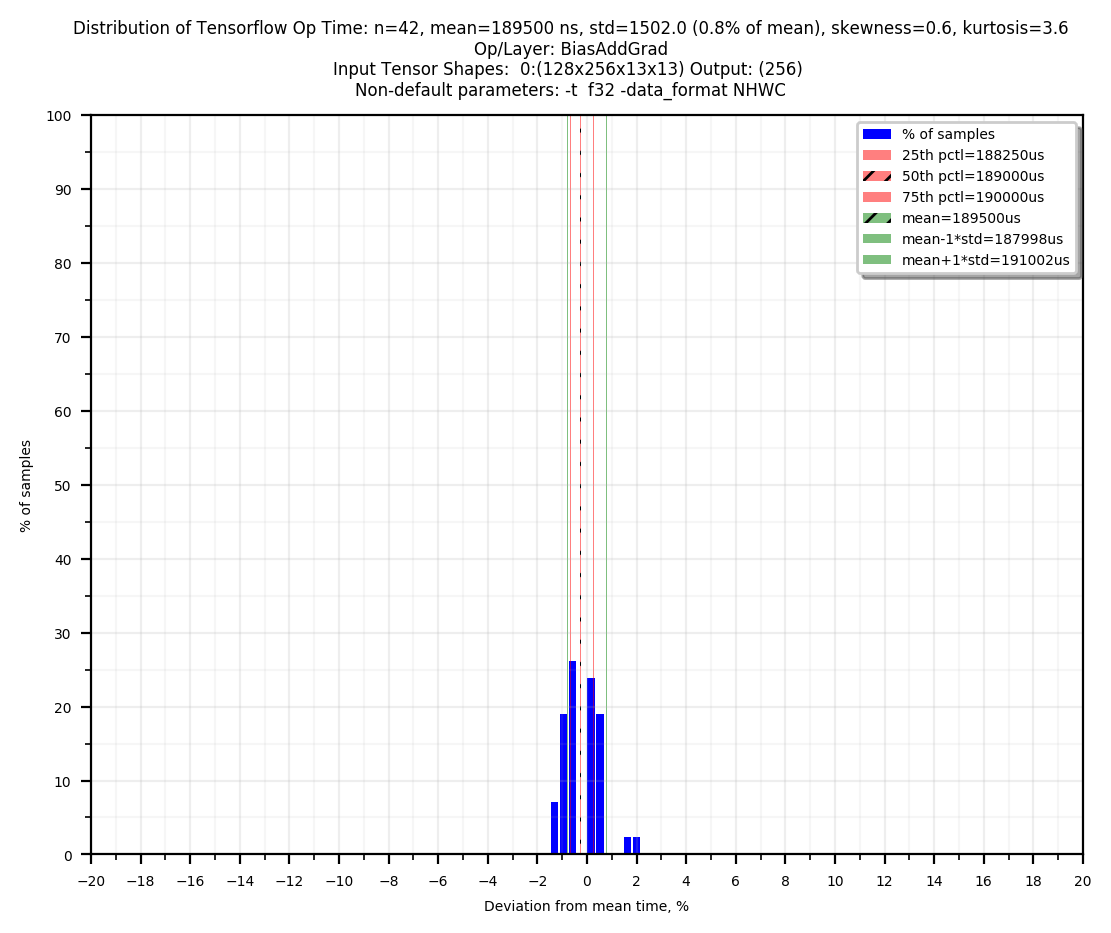 Distribution of Tensorflow Op Time: n=42, mean=189500 ns, std=1502.0 (0.8% of mean), skewness=0.6, kurtosis=3.6
Op/Layer: BiasAddGrad
Input Tensor Shapes:  0:(128x256x13x13) Output: (256)
Non-default parameters: -t  f32 -data_format NHWC
100
90
80
70
60
50
40
30
20
10
0
% of samples
% of samples
25th pctl=188250us
50th pctl=189000us
75th pctl=190000us
mean=189500us
mean-1*std=187998us
mean+1*std=191002us
−20 −18 −16 −14 −12 −10 −8 −6 −4 −2 0 2 4 6 8 10 12 14 16 18 20
Deviation from mean time, %